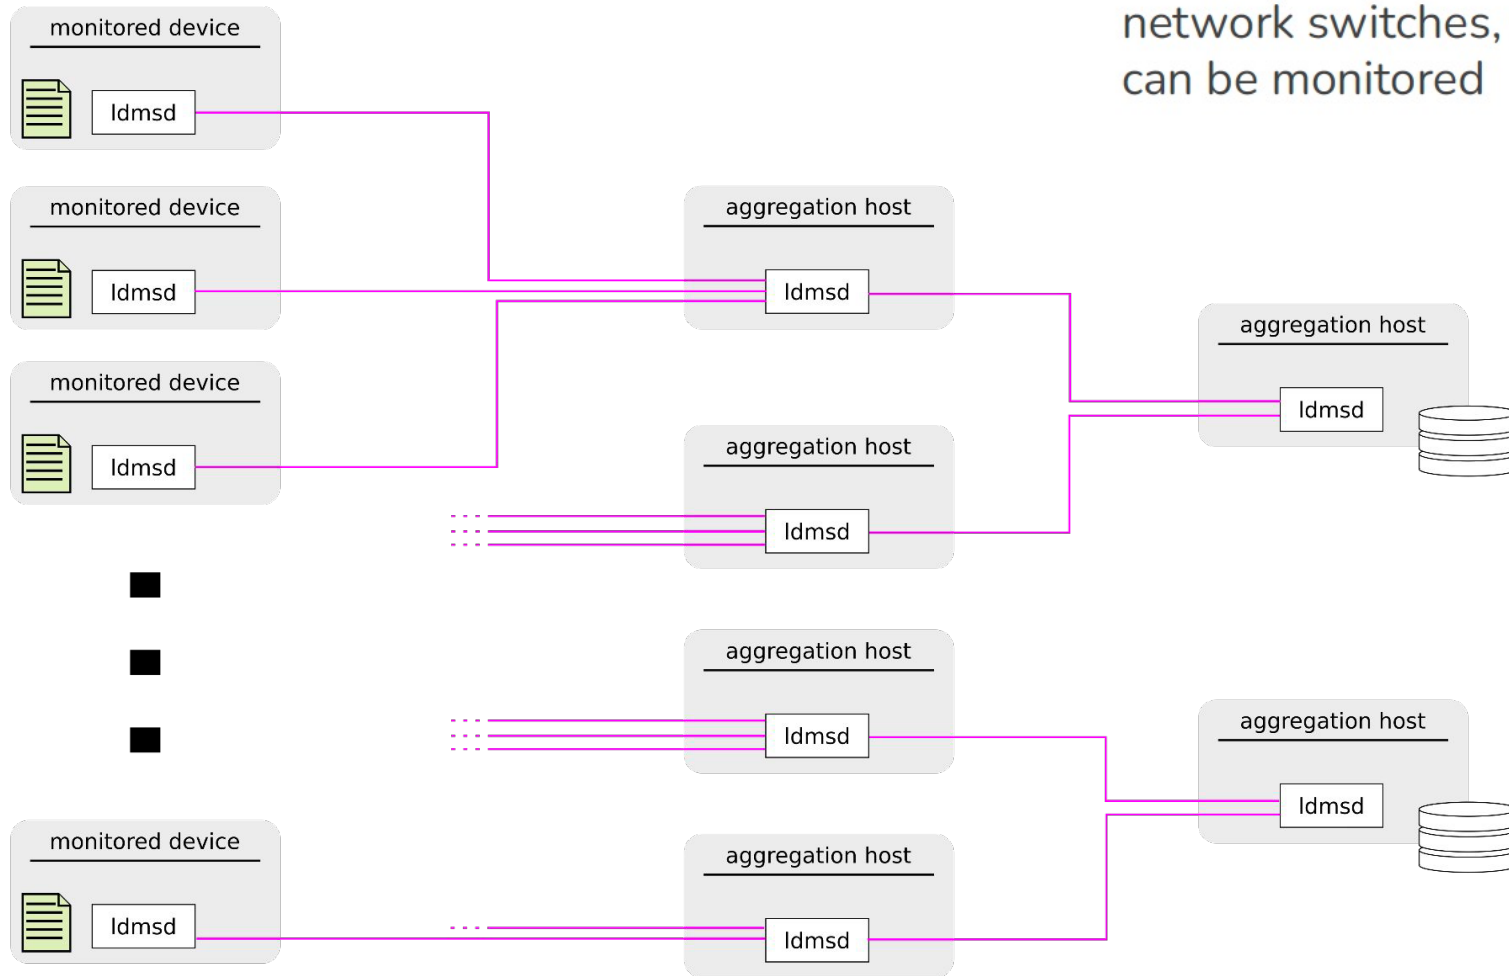 network switches,
can be monitored
monitored device
ldmsd
monitored device
ldmsd
monitored device
ldmsd
monitored device
ldmsd
aggregation host
ldmsd
aggregation host
ldmsd
aggregation host
ldmsd
aggregation host
ldmsd
aggregation host
ldmsd
aggregation host
ldmsd